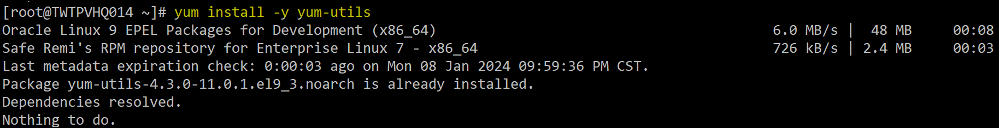 [root@TWTPVHQ014 ~]# yum install -y yum-utils
Oracle Linux 9 EPEL Packages for Development (x86_64) 6.0 MB/s | 48 MB 00:08
Safe Remi's RPM repository for Enterprise Linux 7 - x86_64 726 kB/s | 2.4 MB 00:03
Last metadata expiration check: 0:00:03 ago on Mon 08 Jan 2024 09:59:36 PM CST.
Package yum-utils-4.3.0-11.0.1.el9_3.noarch is already installed.
Dependencies resolved.
Nothing to do.